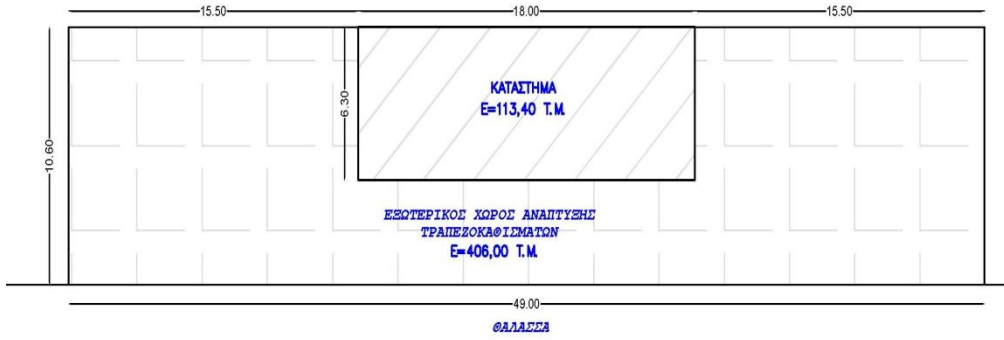 15.50 18.00 15.50
ΚΑΤΑΣΤΗΜΑ
Ε=113,40 Τ.Μ.
6.30
10.60
ΕΞΩΤΕΡΙΚΟΣ ΧΩΡΟΣ ΑΝΑΠΤΥΞΗΣ
ΤΡΑΠΕΖΟΚΑΘΙΣΜΑΤΩΝ
Ε=406,00 Τ.Μ.
49.00
ΘΑΛΑΣΣΑ